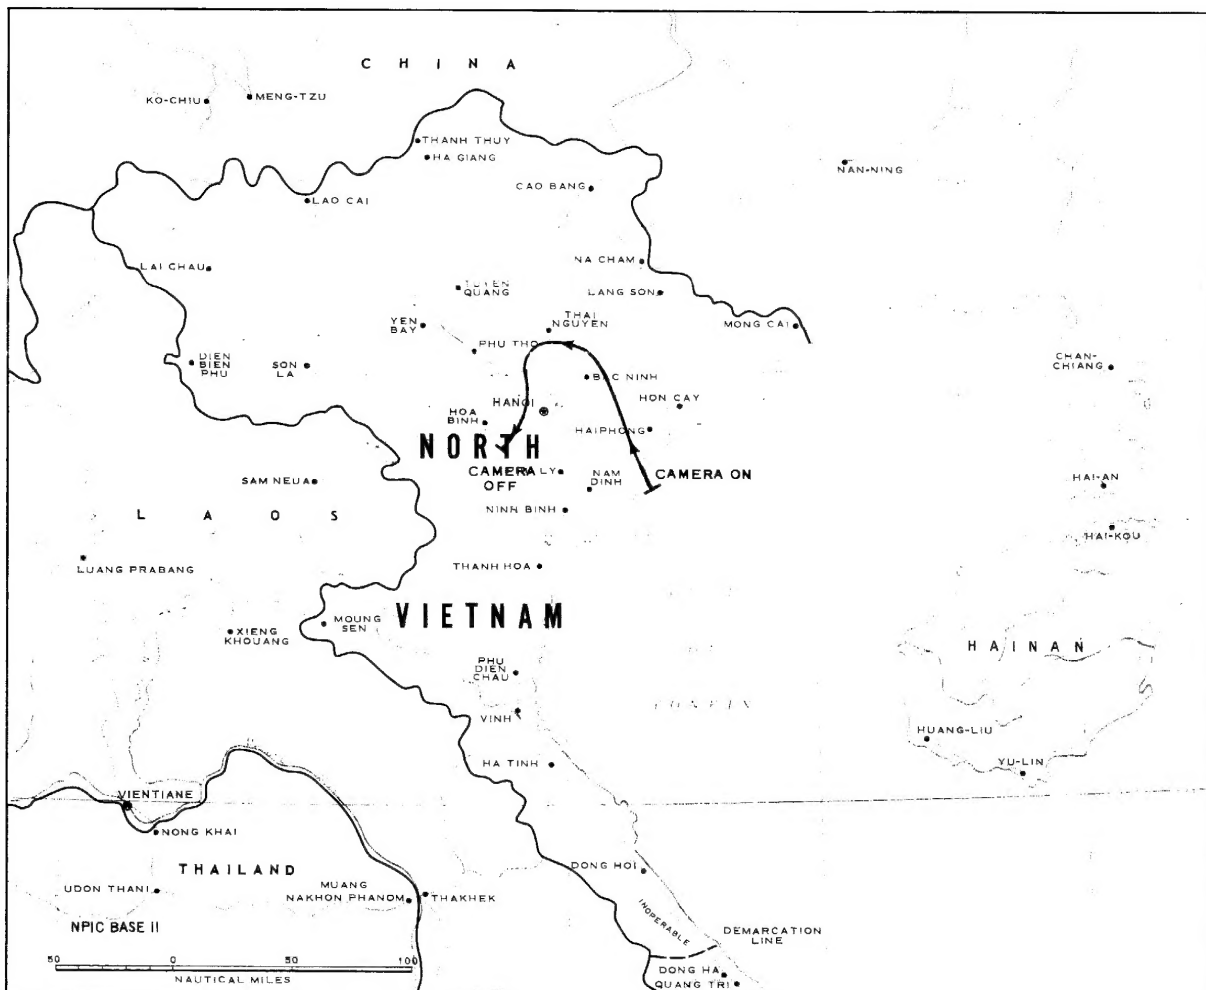 CHINA
KO-CHIU
MENG-TZU
THANH THUY
HA GIANG
NAN-NING
CAO BANG
LAO CAI
NA CHAM
LAI CHAU
TUYEN
QUANG
LANG SON
THAI
NGUYEN
YEN
BAY
MONG CAI
PHU THO
DIEN
BIEN
PHU
SON
LA
CHAN-
CHIANG
BAC NINH
HANOI
HON CAY
HOA
BINH
HAIPHONG
NORTH
CAMERA
OFF
LY
NAM
DINH
CAMERA ON
SAM NEUA
HAI-AN
NINH BINH
LAOS
HAI-KOU
LUANG PRABANG
THANH HOA
MOUNG
SEN
VIETNAM
XIENG
KHOUANG
HAINAN
PHU
DIEN
CHAU
TONKIN
VINH
HUANG-LIU
HA TINH
YU-LIN
VIENTIANE
NONG KHAI
THAILAND
DONG HOI
UDON THANI
MUANG
NAKHON PHANOM
THAKHEK
INOPERABLE
NPIC BASE II
DEMARCATION
LINE
50 0 50 100
NAUTICAL MILES
DONG HA
QUANG TRI